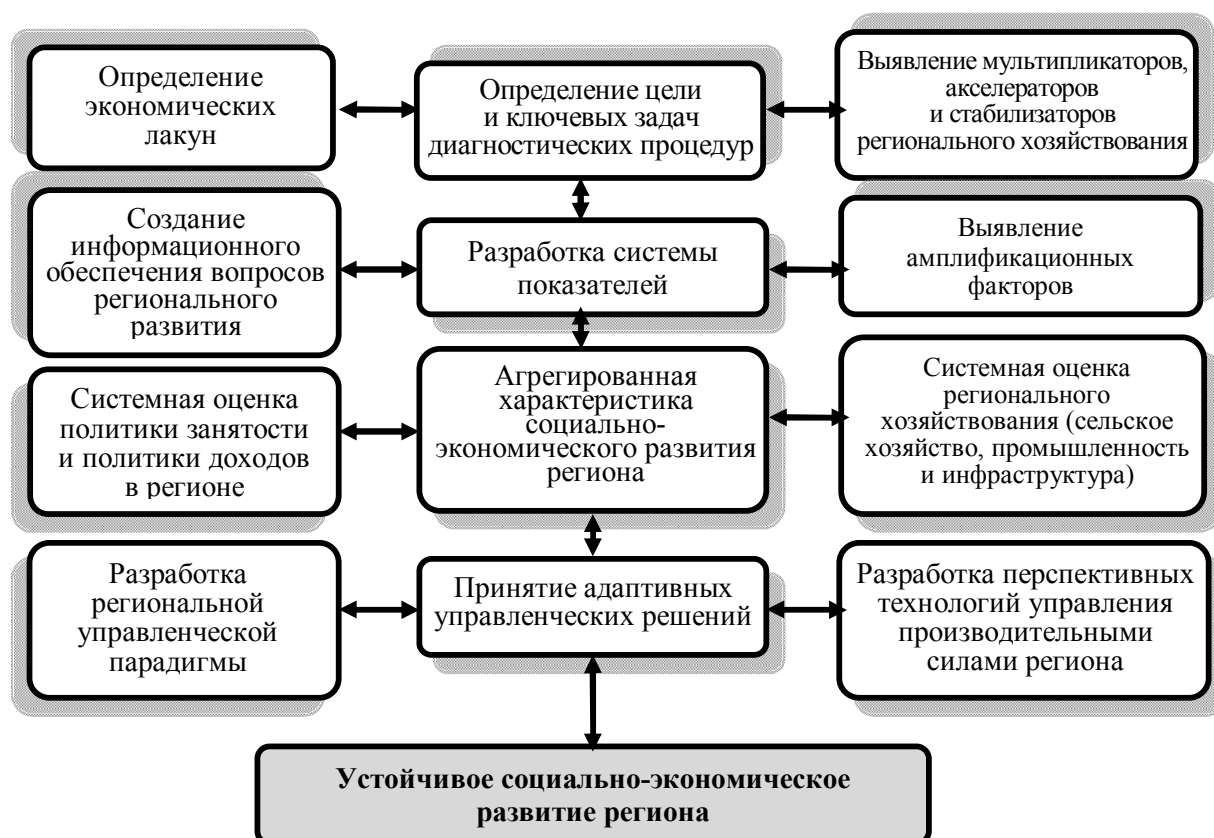 Определение
экономических
лакун
Определение цели
и ключевых задач
диагностических процедур
Выявление мультипликаторов,
акселераторов
и стабилизаторов
регионального хозяйствования
Создание
информационного
обеспечения вопросов
регионального
развития
Разработка системы
показателей
Выявление
амплификационных
факторов
Системная оценка
политики занятости
и политики доходов
в регионе
Агрегированная
характеристика
социально-
экономического развития
региона
Системная оценка
регионального
хозяйствования (сельское
хозяйство, промышленность
и инфраструктура)
Разработка
региональной
управленческой
парадигмы
Принятие адаптивных
управленческих решений
Разработка перспективных
технологий управления
производительными
силами региона
Устойчивое социально-экономическое
развитие региона